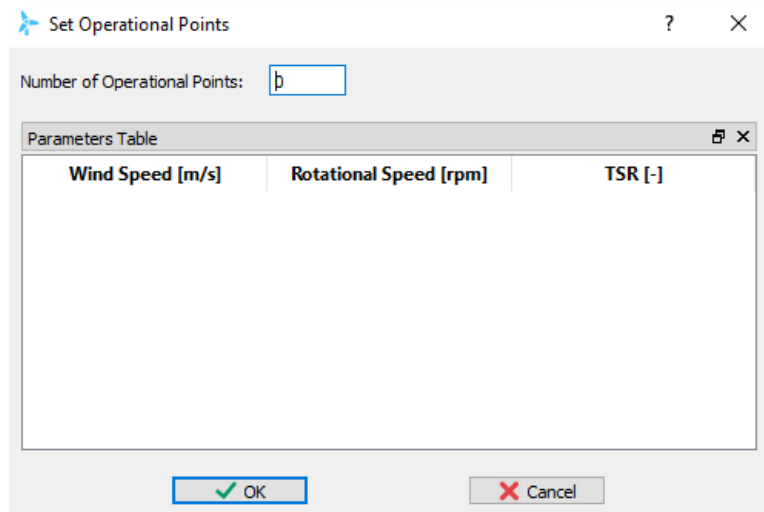 Set Operational Points
Number of Operational Points: 0
Parameters Table
Wind Speed [m/s] Rotational Speed [rpm] TSR [-]
OK Cancel